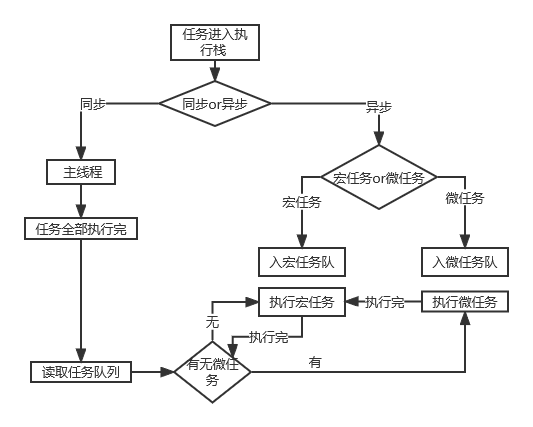 任务进入执
行栈
同步
同步or异步
异步
主线程
宏任务or微任务
宏任务
微任务
任务全部执行完
入宏任务队
入微任务队
执行宏任务
执行完
执行微任务
无
执行完
有无微任
务
有
读取任务队列